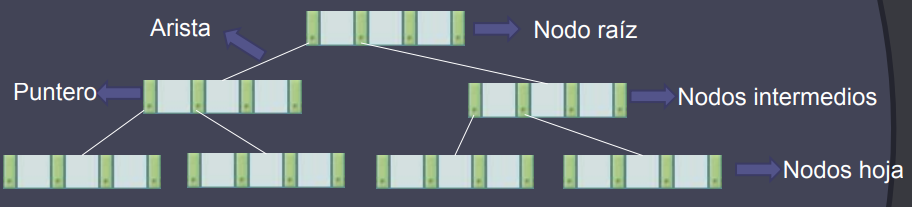 Arista
Nodo raíz
Puntero
Nodos intermedios
Nodos hoja